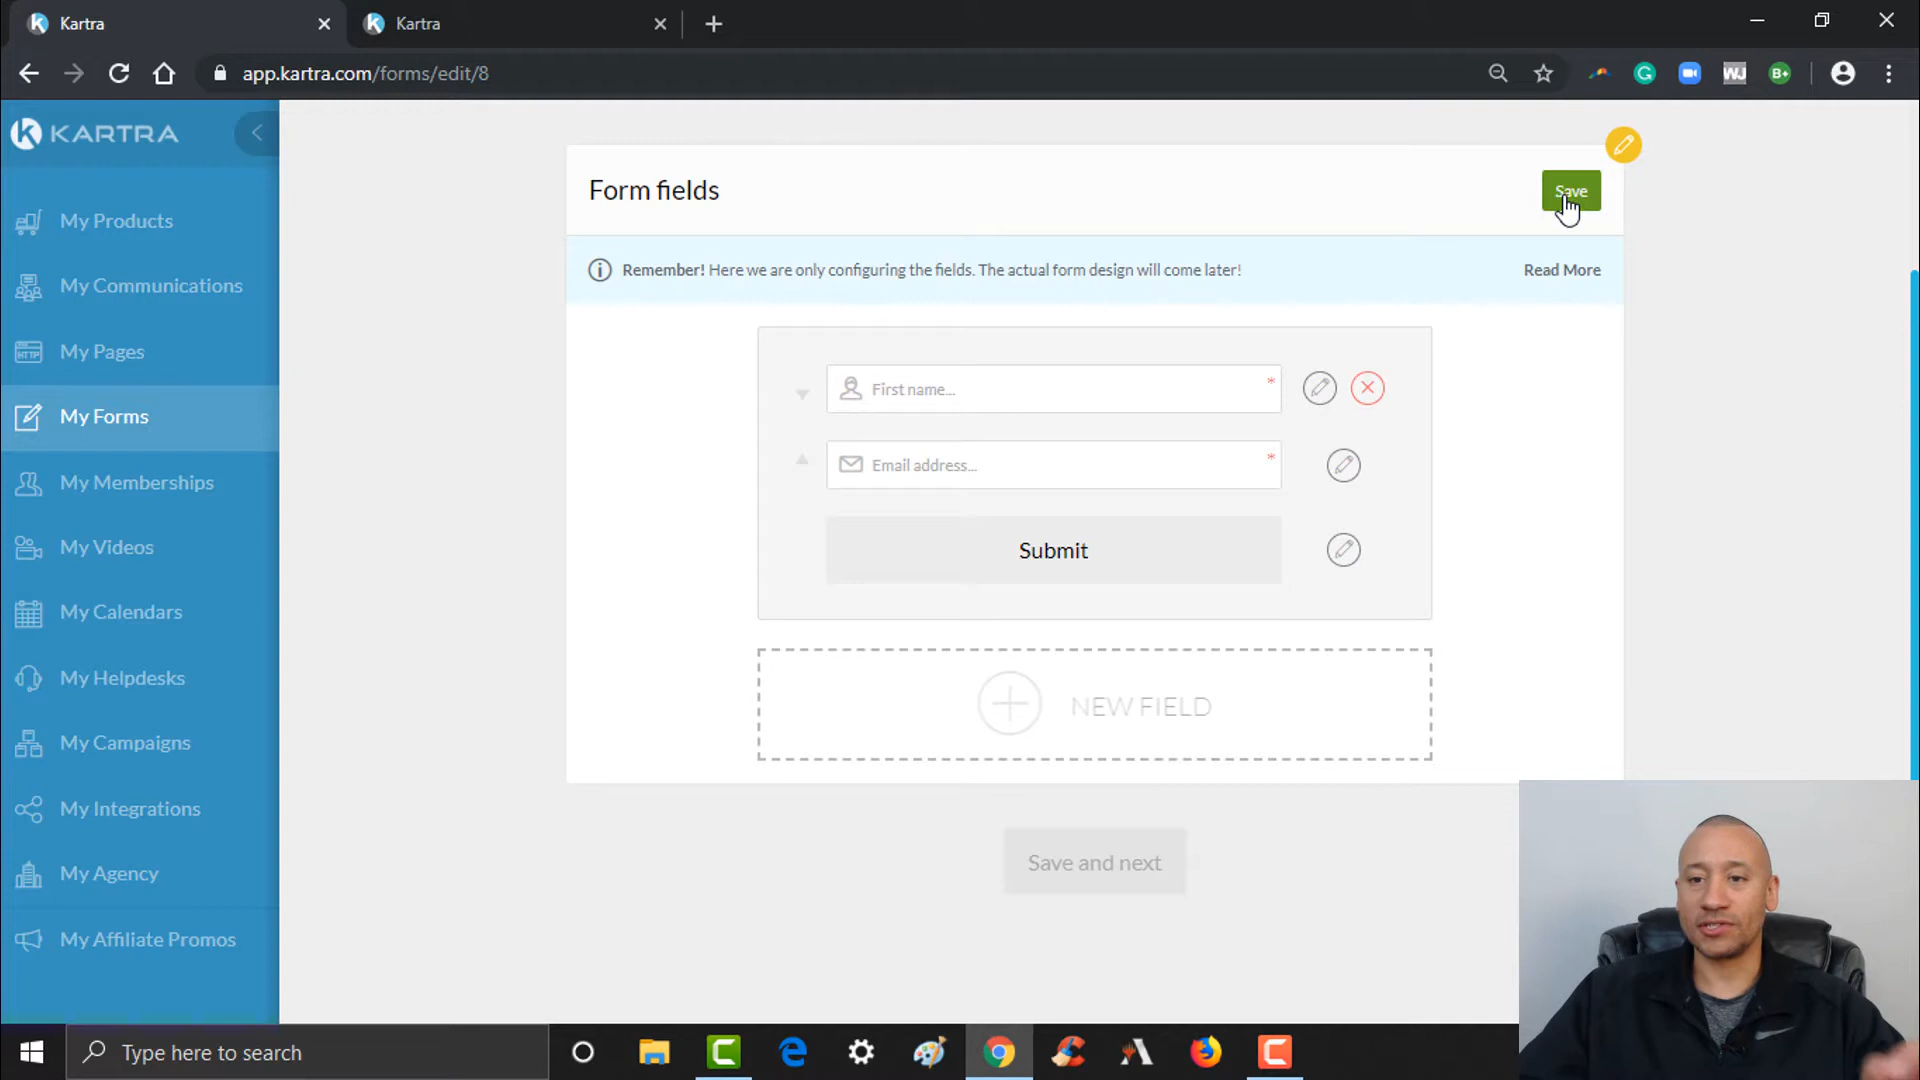 Kartra
Kartra
app.kartra.com/forms/edit/8
WJ
B+
KARTRA
My Products
My Communications
HTTP My Pages
My Forms
My Memberships
My Videos
My Calendars
My Helpdesks
My Campaigns
My Integrations
My Agency
My Affiliate Promos
Form fields
Save
Remember! Here we are only configuring the fields. The actual form design will come later!
Read More
First name... *
Email address... *
Submit
NEW FIELD
Save and next
Type here to search